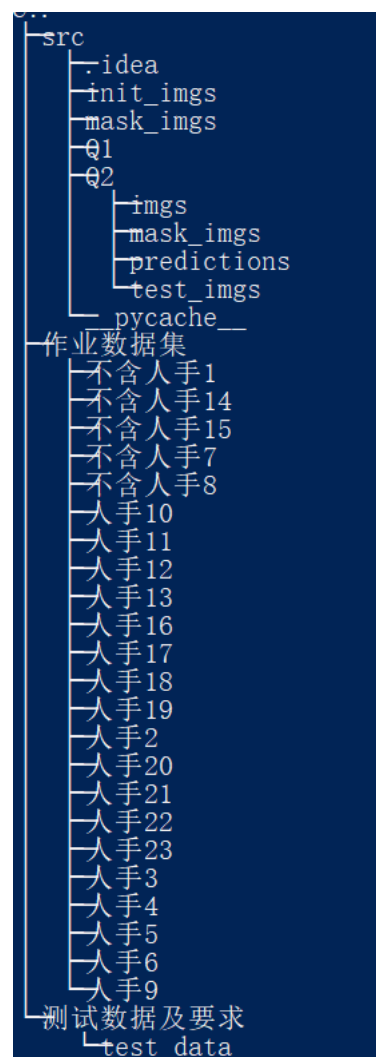 src
.idea
init_imgs
mask_imgs
Q1
Q2
imgs
mask_imgs
predictions
test_imgs
__pycache__
作业数据集
不含人手1
不含人手14
不含人手15
不含人手7
不含人手8
人手10
人手11
人手12
人手13
人手16
人手17
人手18
人手19
人手2
人手20
人手21
人手22
人手23
人手3
人手4
人手5
人手6
人手9
测试数据及要求
test_data